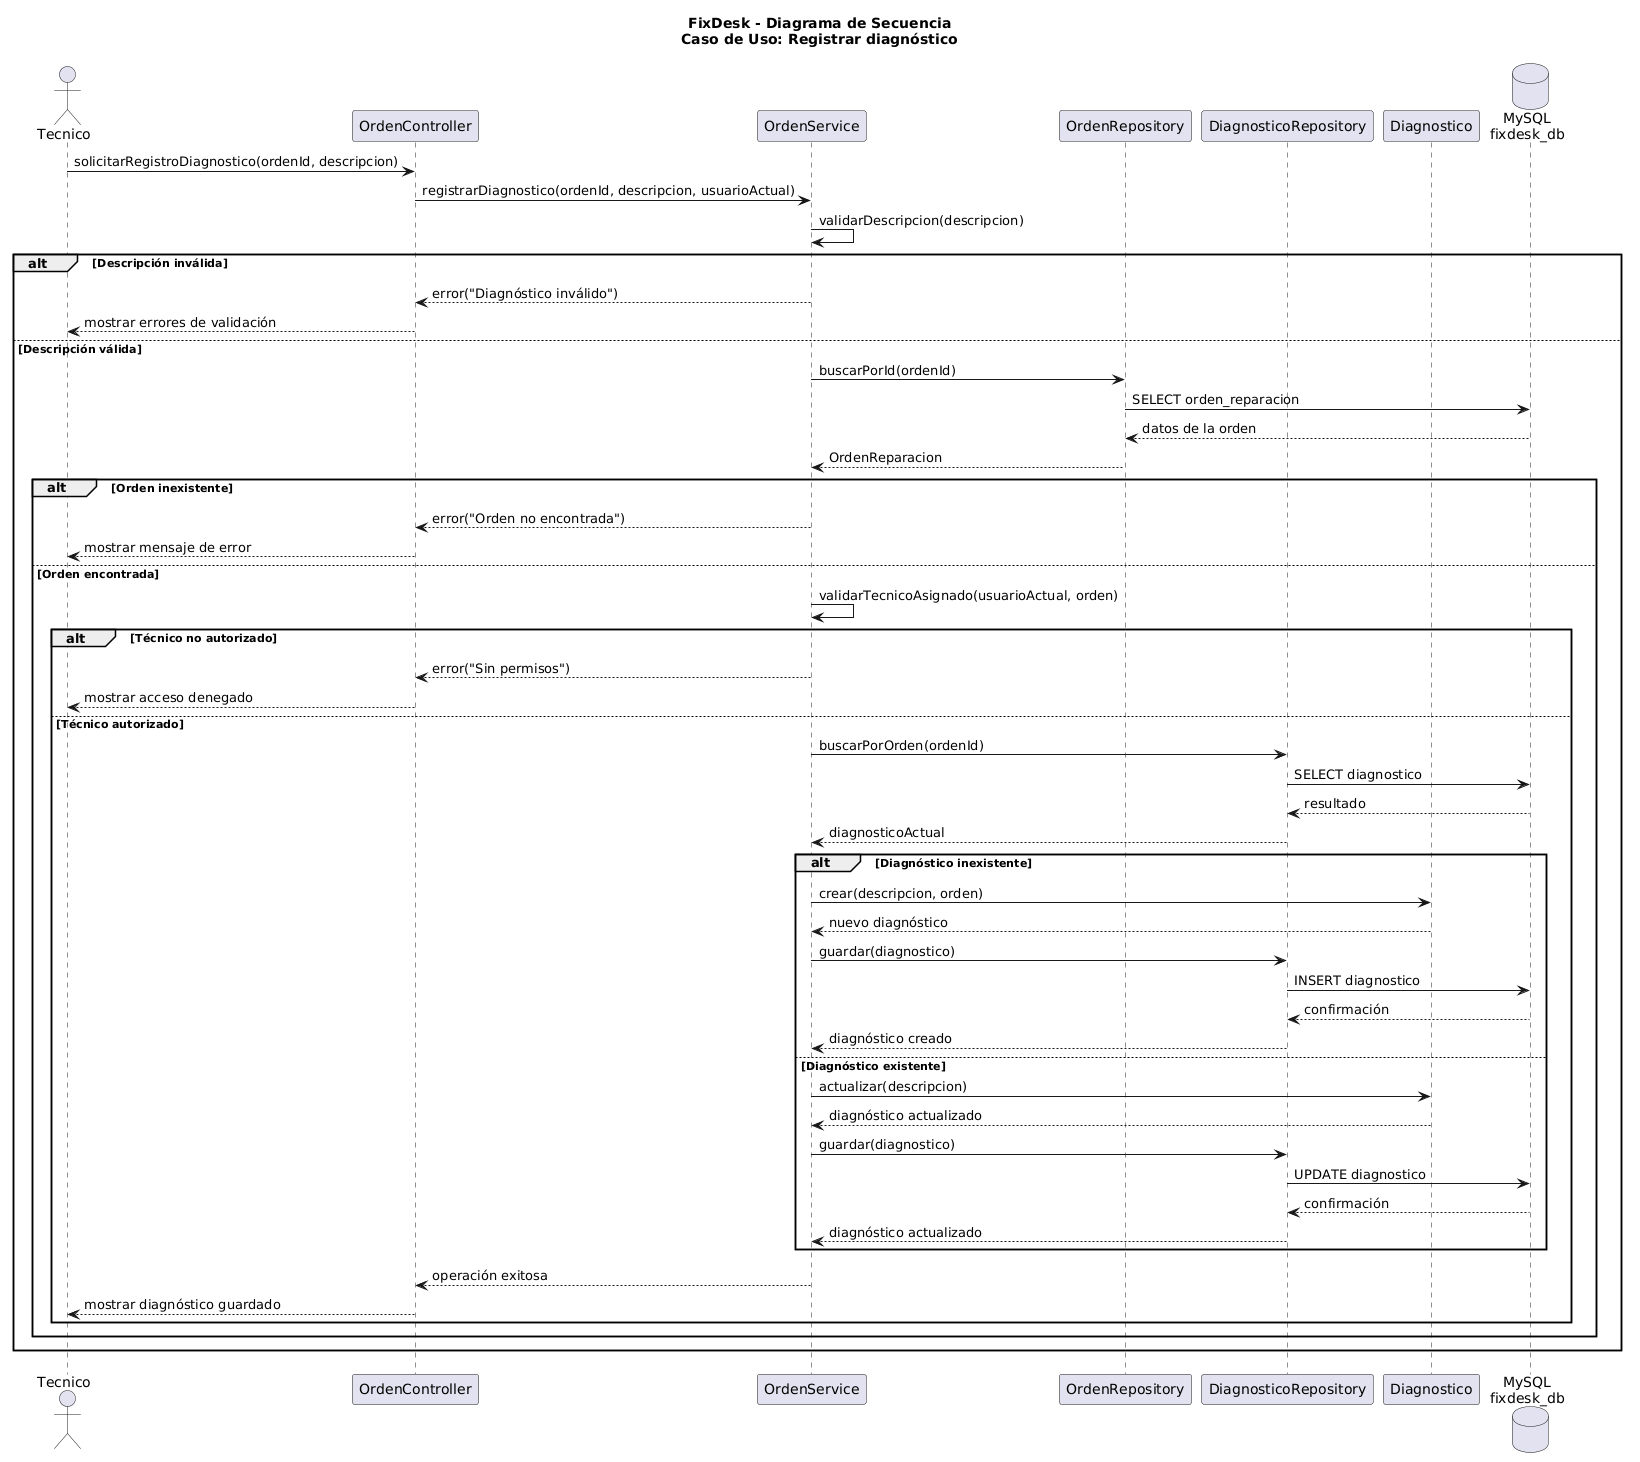 FixDesk - Diagrama de Secuencia
Caso de Uso: Registrar diagnóstico
Tecnico
OrdenController
OrdenService
OrdenRepository
DiagnosticoRepository
Diagnostico
MySQL
fixdesk_db
solicitarRegistroDiagnostico(ordenId, descripcion)
registrarDiagnostico(ordenId, descripcion, usuarioActual)
validarDescripcion(descripcion)
alt
[Descripción inválida]
error("Diagnóstico inválido")
mostrar errores de validación
[Descripción válida]
buscarPorId(ordenId)
SELECT orden_reparacion
datos de la orden
OrdenReparacion
alt
[Orden inexistente]
error("Orden no encontrada")
mostrar mensaje de error
[Orden encontrada]
validarTecnicoAsignado(usuarioActual, orden)
alt
[Técnico no autorizado]
error("Sin permisos")
mostrar acceso denegado
[Técnico autorizado]
buscarPorOrden(ordenId)
SELECT diagnostico
resultado
diagnosticoActual
alt
[Diagnóstico inexistente]
crear(descripcion, orden)
nuevo diagnóstico
guardar(diagnostico)
INSERT diagnostico
confirmación
diagnóstico creado
[Diagnóstico existente]
actualizar(descripcion)
diagnóstico actualizado
guardar(diagnostico)
UPDATE diagnostico
confirmación
diagnóstico actualizado
operación exitosa
mostrar diagnóstico guardado
Tecnico
OrdenController
OrdenService
OrdenRepository
DiagnosticoRepository
Diagnostico
MySQL
fixdesk_db